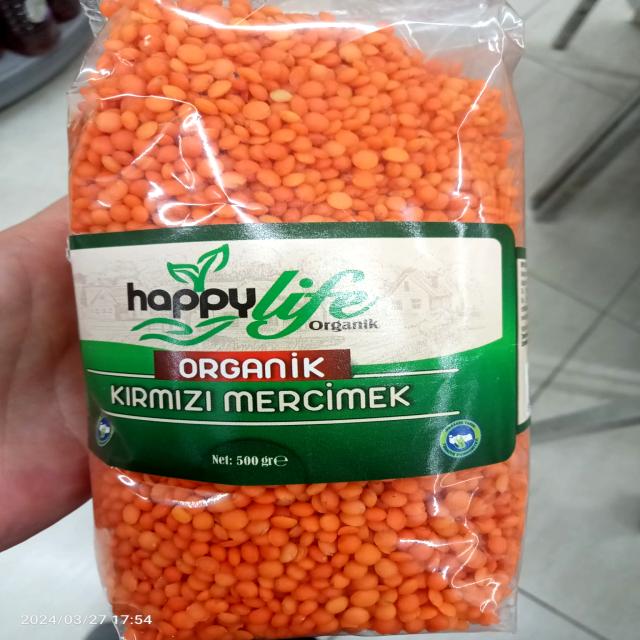 happy life
Organik
ORGANİK
KIRMIZI MERCİMEK
Net: 500 gr℮
2024/03/27 17:54